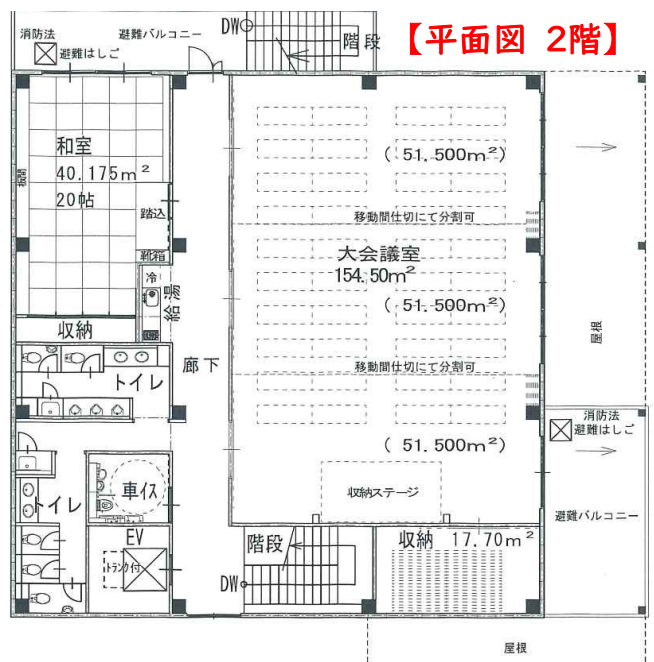 【平面図 2階】
消防法
避難バルコニー
避難はしご
DW
階段
和室
40.175m²
20帖
板間
踏込
靴箱
冷
給湯
収納
廊下
(51.500m²)
移動間仕切にて分割可
大会議室
154.50m²
(51.500m²)
移動間仕切にて分割可
(51.500m²)
収納ステージ
屋根
トイレ
トイレ
車イス
EV
トランク付
階段
DW
収納 17.70m²
消防法
避難はしご
避難バルコニー
屋根